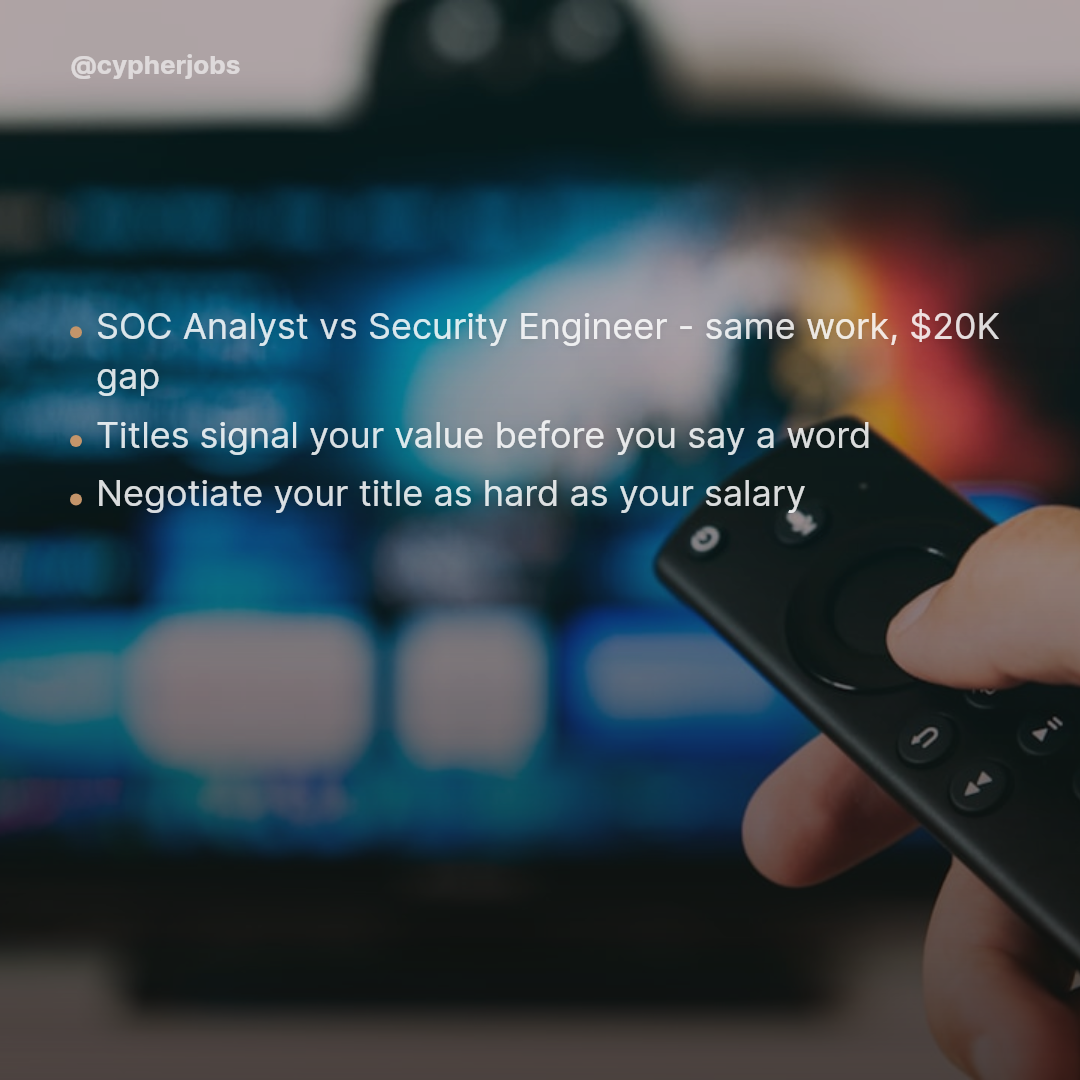 @cypherjobs
SOC Analyst vs Security Engineer - same work, $20K
gap
Titles signal your value before you say a word
Negotiate your title as hard as your salary